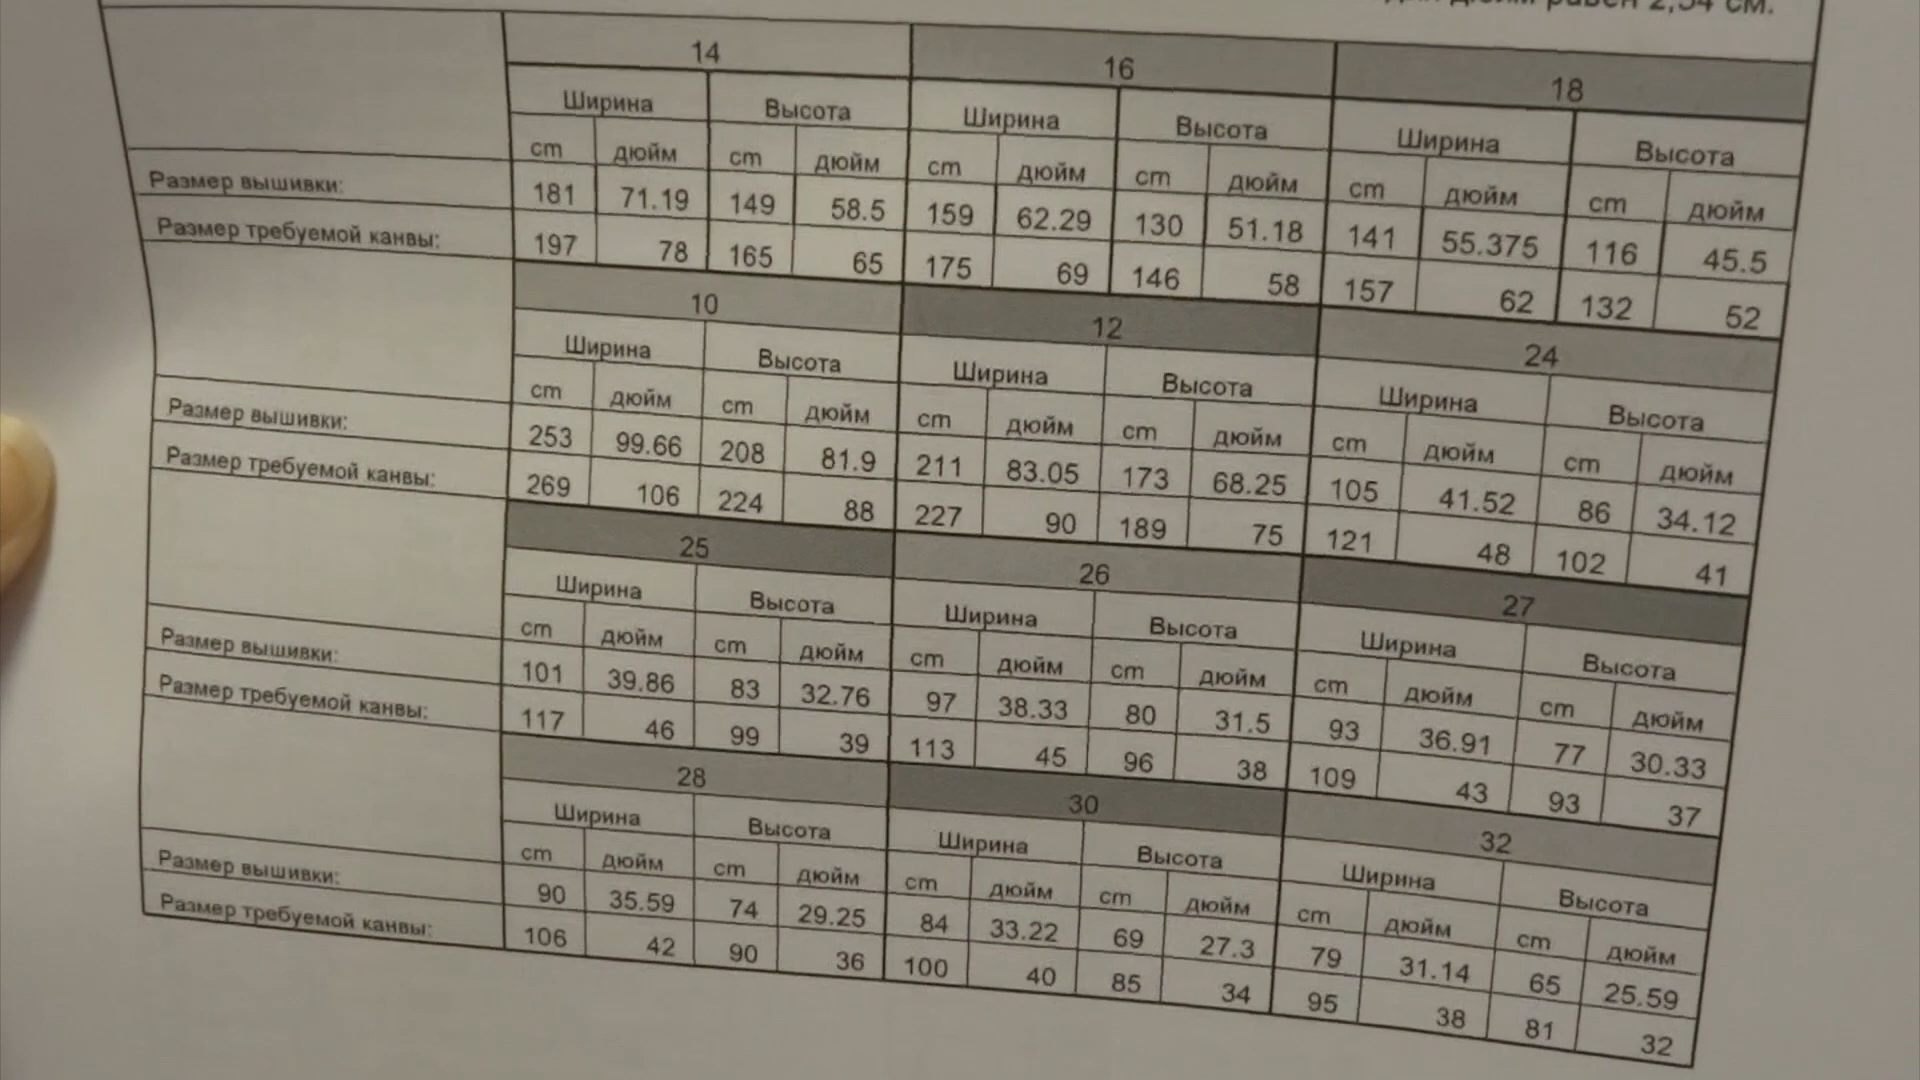 дюйм равен 2,54 см.
14 16 18
Ширина Высота Ширина Высота Ширина Высота
cm дюйм cm дюйм cm дюйм cm дюйм cm дюйм cm дюйм
Размер вышивки: 181 71.19 149 58.5 159 62.29 130 51.18 141 55.375 116 45.5
Размер требуемой канвы: 197 78 165 65 175 69 146 58 157 62 132 52
10 12 24
Ширина Высота Ширина Высота Ширина Высота
cm дюйм cm дюйм cm дюйм cm дюйм cm дюйм cm дюйм
Размер вышивки: 253 99.66 208 81.9 211 83.05 173 68.25 105 41.52 86 34.12
Размер требуемой канвы: 269 106 224 88 227 90 189 75 121 48 102 41
25 26 27
Ширина Высота Ширина Высота Ширина Высота
cm дюйм cm дюйм cm дюйм cm дюйм cm дюйм cm дюйм
Размер вышивки: 101 39.86 83 32.76 97 38.33 80 31.5 93 36.91 77 30.33
Размер требуемой канвы: 117 46 99 39 113 45 96 38 109 43 93 37
28 30 32
Ширина Высота Ширина Высота Ширина Высота
cm дюйм cm дюйм cm дюйм cm дюйм cm дюйм cm дюйм
Размер вышивки: 90 35.59 74 29.25 84 33.22 69 27.3 79 31.14 65 25.59
Размер требуемой канвы: 106 42 90 36 100 40 85 34 95 38 81 32